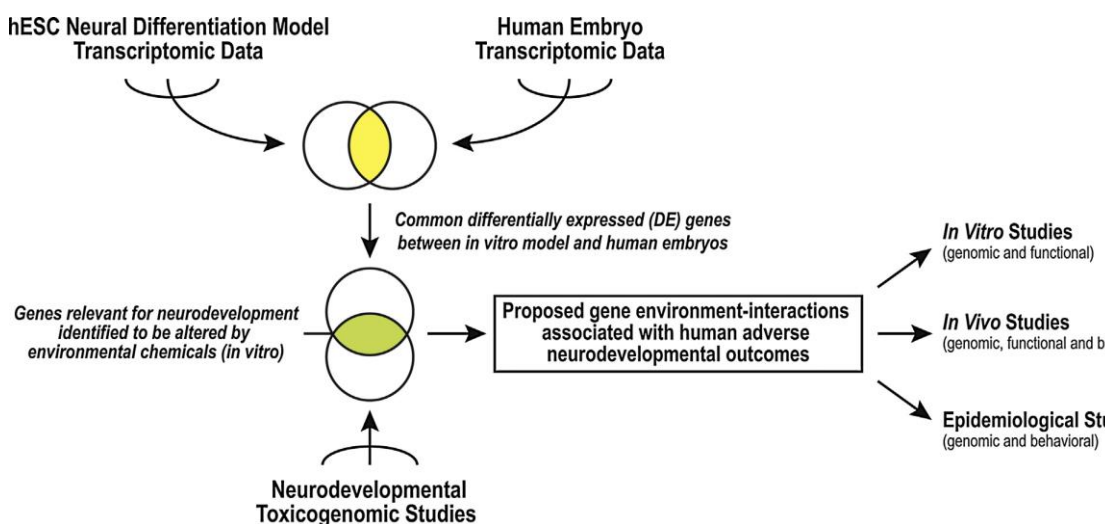 hESC Neural Differentiation Model
Transcriptomic Data
Human Embryo
Transcriptomic Data
Common differentially expressed (DE) genes
between in vitro model and human embryos
Genes relevant for neurodevelopment
identified to be altered by
environmental chemicals (in vitro)
Proposed gene environment-interactions
associated with human adverse
neurodevelopmental outcomes
In Vitro Studies
(genomic and functional)
In Vivo Studies
(genomic, functional and
Epidemiological
(genomic and behavioral)
Neurodevelopmental
Toxicogenomic Studies